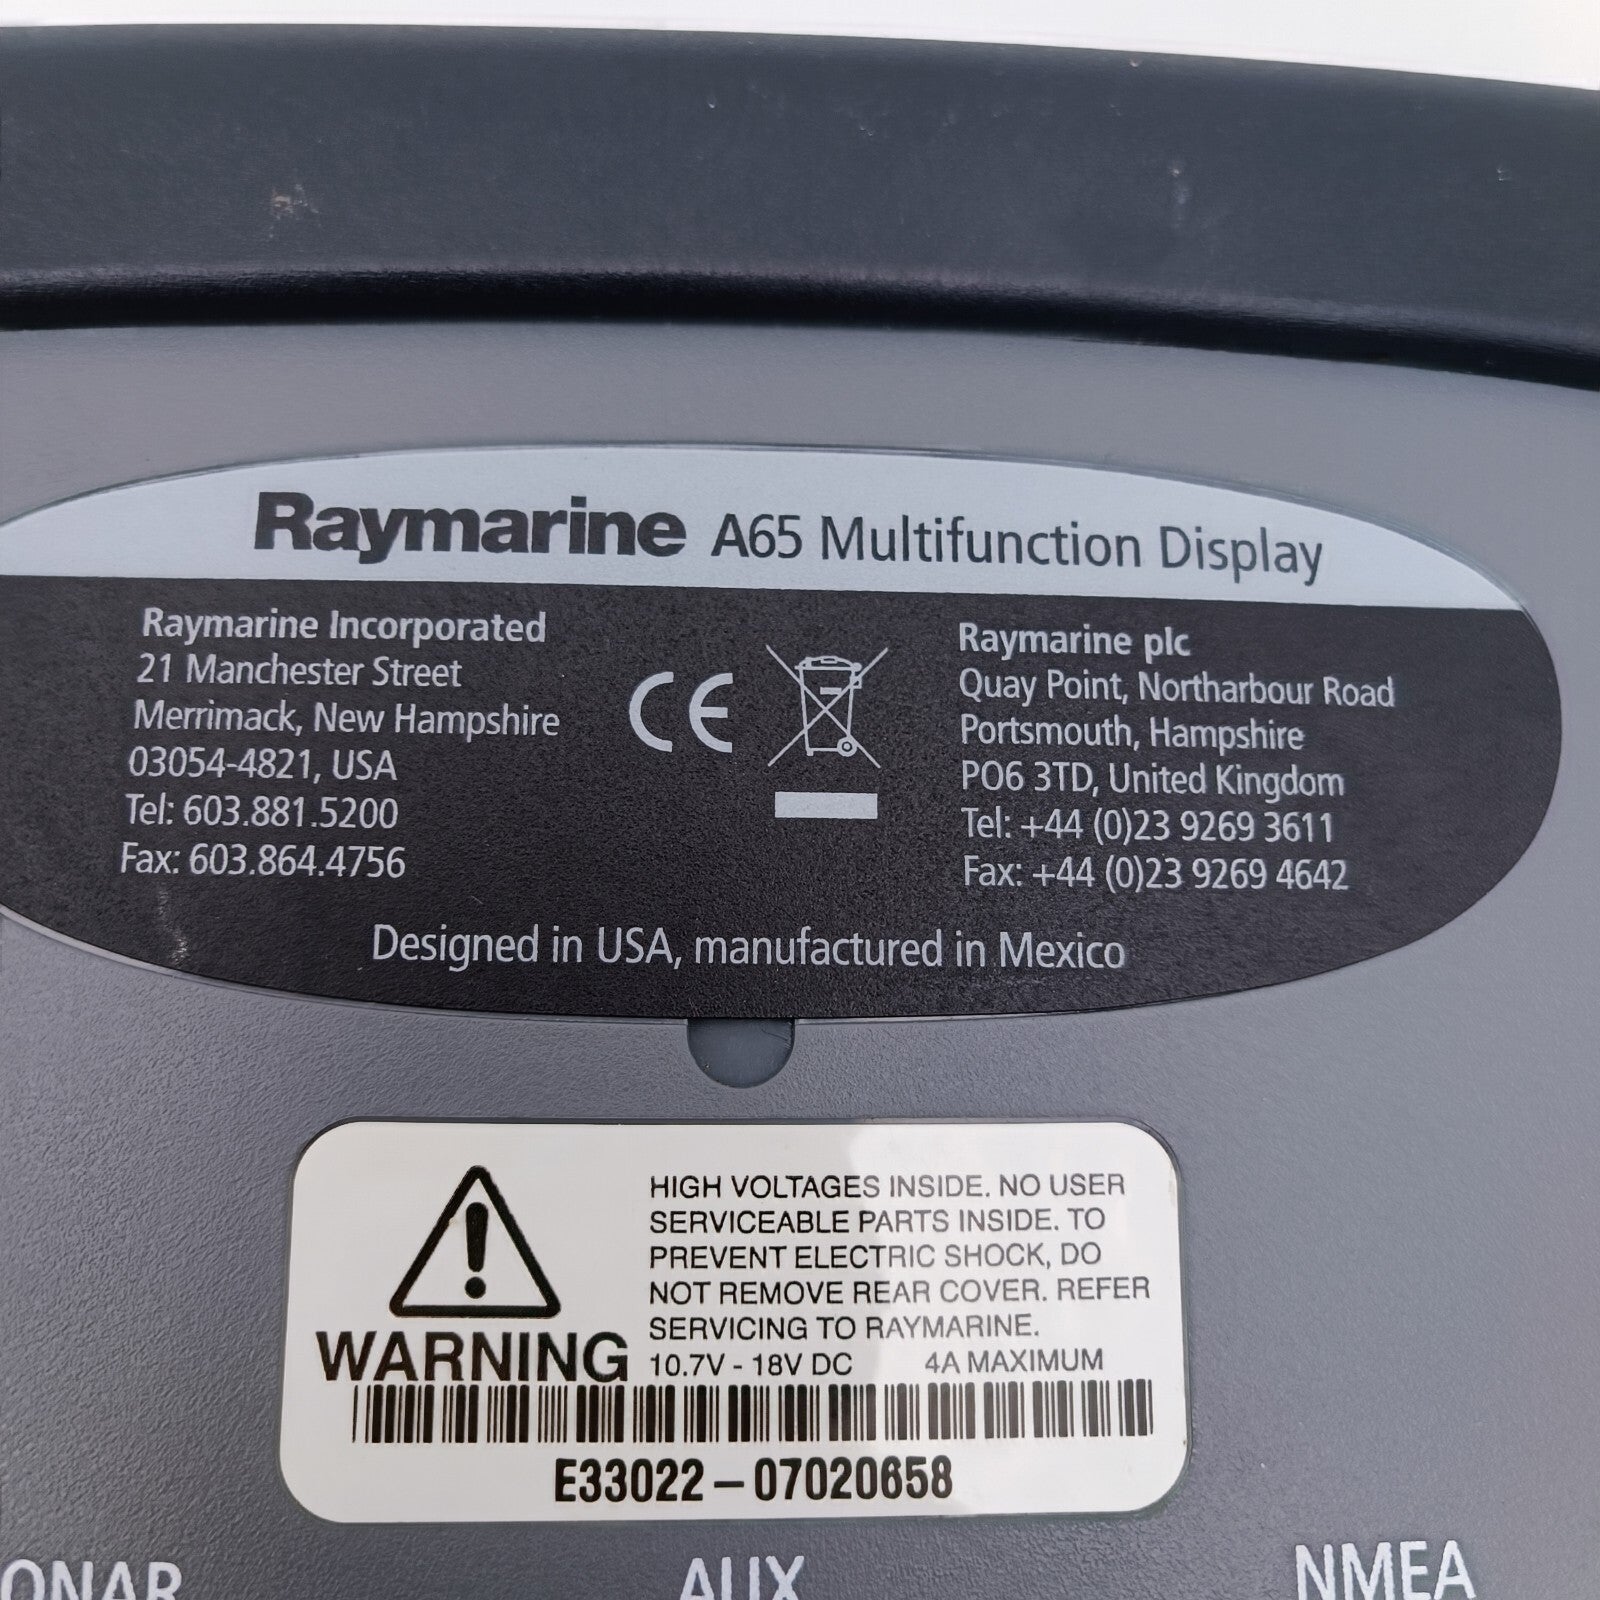 Raymarine A65 Multifunction Display
Raymarine Incorporated
21 Manchester Street
Merrimack, New Hampshire
03054-4821, USA
Tel: 603.881.5200
Fax: 603.864.4756
CE
Raymarine plc
Quay Point, Northarbour Road
Portsmouth, Hampshire
PO6 3TD, United Kingdom
Tel: +44 (0)23 9269 3611
Fax: +44 (0)23 9269 4642
Designed in USA, manufactured in Mexico
WARNING
HIGH VOLTAGES INSIDE. NO USER
SERVICEABLE PARTS INSIDE. TO
PREVENT ELECTRIC SHOCK, DO
NOT REMOVE REAR COVER. REFER
SERVICING TO RAYMARINE.
10.7V - 18V DC 4A MAXIMUM
E33022-07020658
ONAR AUX NMEA